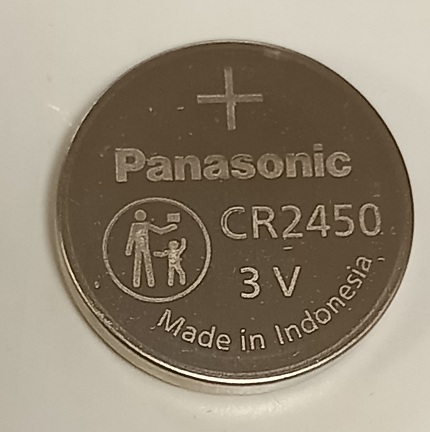 +
Panasonic
CR2450
3 V
Made in Indonesia